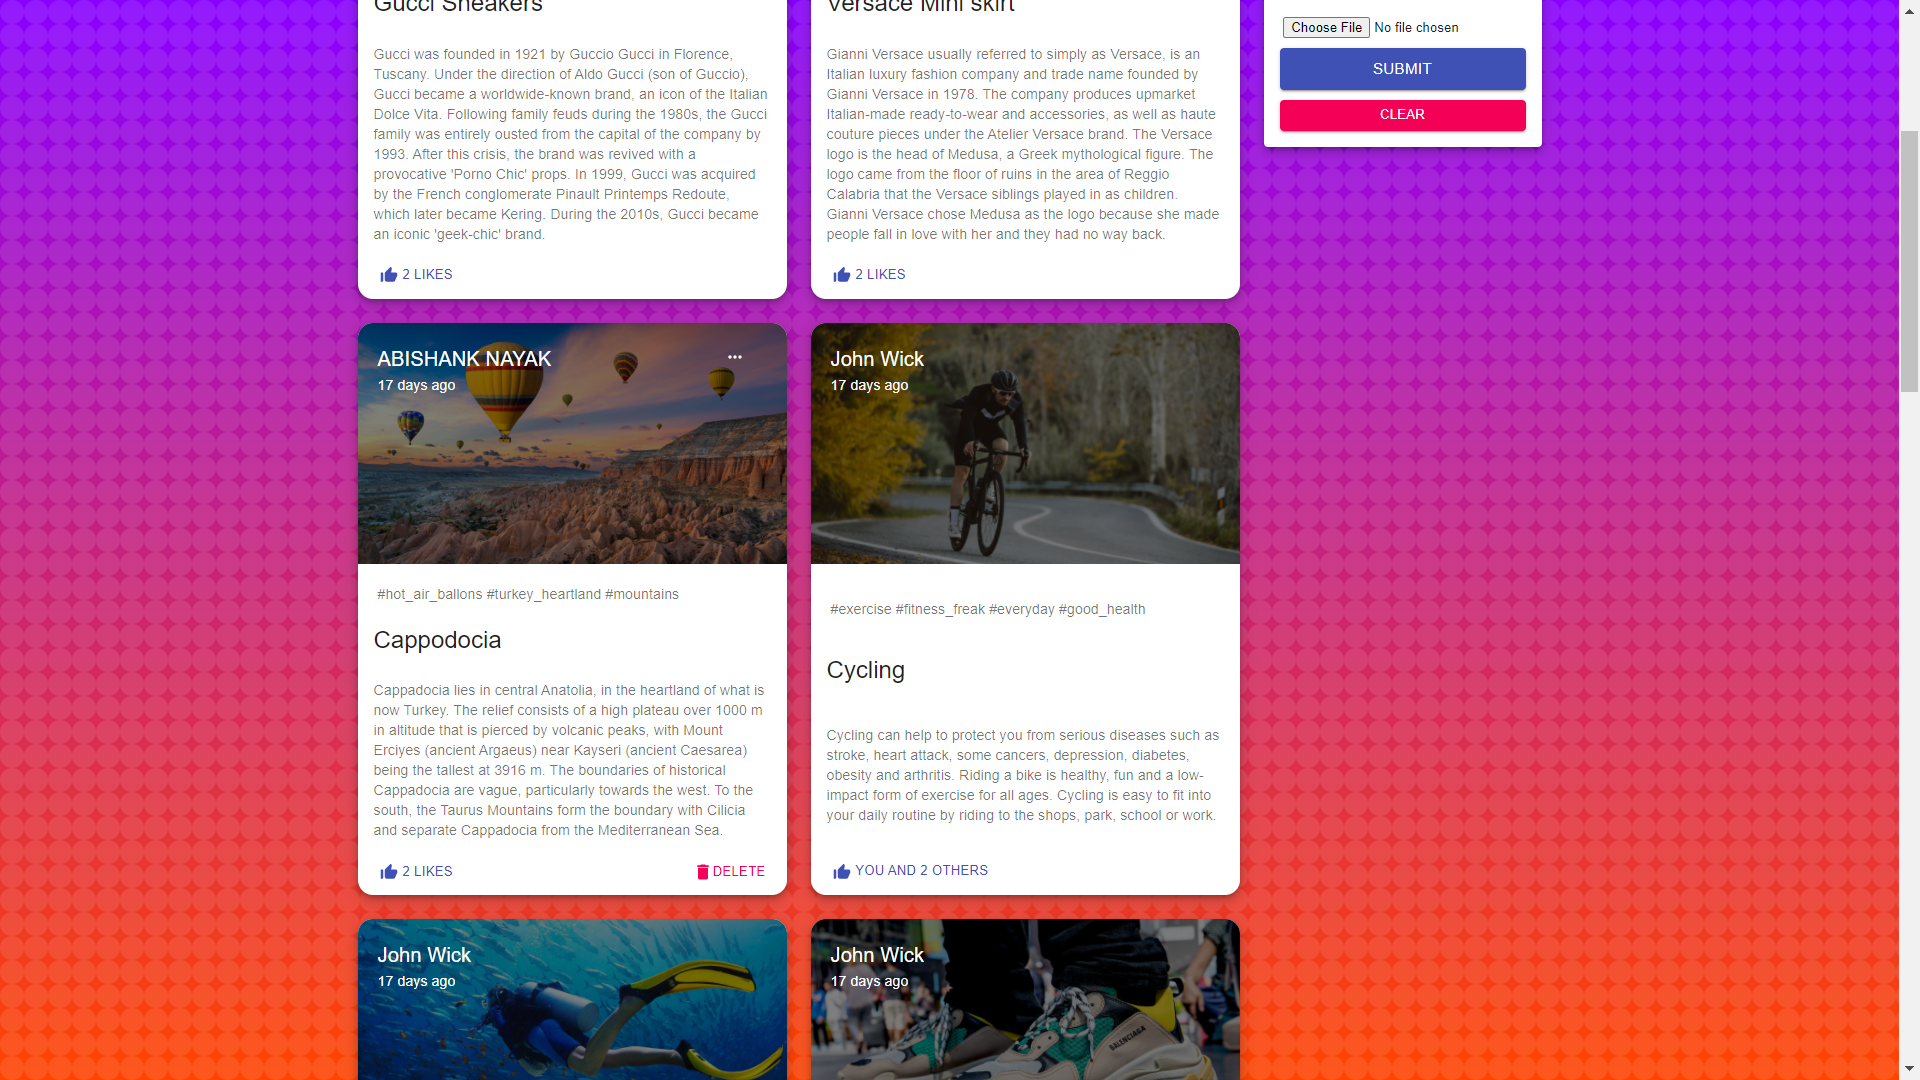 Gucci Sneakers
Gucci was founded in 1921 by Guccio Gucci in Florence,
Tuscany. Under the direction of Aldo Gucci (son of Guccio),
Gucci became a worldwide-known brand, an icon of the Italian
Dolce Vita. Following family feuds during the 1980s, the Gucci
family was entirely ousted from the capital of the company by
1993. After this crisis, the brand was revived with a
provocative 'Porno Chic' props. In 1999, Gucci was acquired
by the French conglomerate Pinault Printemps Redoute,
which later became Kering. During the 2010s, Gucci became
an iconic 'geek-chic' brand.
2 LIKES
Versace Mini skirt
Gianni Versace usually referred to simply as Versace, is an
Italian luxury fashion company and trade name founded by
Gianni Versace in 1978. The company produces upmarket
Italian-made ready-to-wear and accessories, as well as haute
couture pieces under the Atelier Versace brand. The Versace
logo is the head of Medusa, a Greek mythological figure. The
logo came from the floor of ruins in the area of Reggio
Calabria that the Versace siblings played in as children.
Gianni Versace chose Medusa as the logo because she made
people fall in love with her and they had no way back.
2 LIKES
Choose File No file chosen
SUBMIT
CLEAR
ABISHANK NAYAK
17 days ago
#hot_air_ballons #turkey_heartland #mountains
Cappodocia
Cappadocia lies in central Anatolia, in the heartland of what is
now Turkey. The relief consists of a high plateau over 1000 m
in altitude that is pierced by volcanic peaks, with Mount
Erciyes (ancient Argaeus) near Kayseri (ancient Caesarea)
being the tallest at 3916 m. The boundaries of historical
Cappadocia are vague, particularly towards the west. To the
south, the Taurus Mountains form the boundary with Cilicia
and separate Cappadocia from the Mediterranean Sea.
2 LIKES
DELETE
John Wick
17 days ago
#exercise #fitness_freak #everyday #good_health
Cycling
Cycling can help to protect you from serious diseases such as
stroke, heart attack, some cancers, depression, diabetes,
obesity and arthritis. Riding a bike is healthy, fun and a low-
impact form of exercise for all ages. Cycling is easy to fit into
your daily routine by riding to the shops, park, school or work.
YOU AND 2 OTHERS
John Wick
17 days ago
John Wick
17 days ago
BALENCIAGA